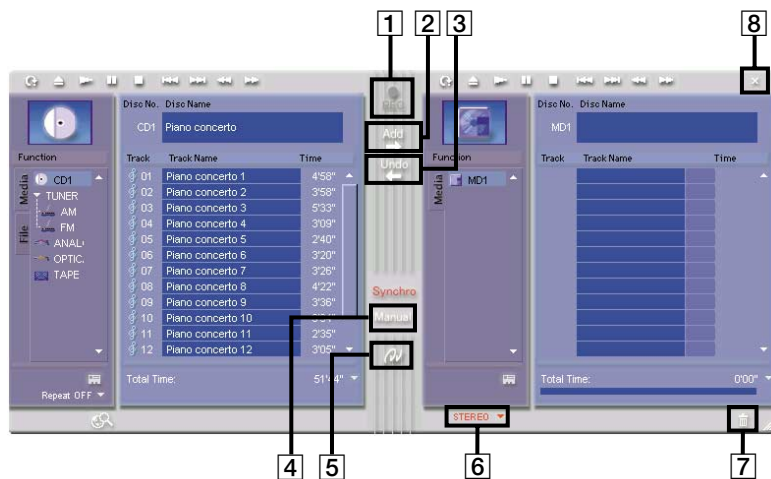 1 2 3 8
REC
Disc No. Disc Name
CD1 Piano concerto
Function
Media
File
CD1
TUNER
AM
FM
ANAL
OPTIC.
TAPE
Track Track Name Time
01 Piano concerto 1 4'58"
02 Piano concerto 2 3'58"
03 Piano concerto 3 5'33"
04 Piano concerto 4 3'09"
05 Piano concerto 5 2'40"
06 Piano concerto 6 3'20"
07 Piano concerto 7 3'26"
08 Piano concerto 8 4'22"
09 Piano concerto 9 3'36"
10 Piano concerto 10
11 Piano concerto 11 2'35"
12 Piano concerto 12 3'05"
Total Time: 51'44"
Repeat OFF
Add
Undo
Synchro
Manual
Disc No. Disc Name
MD1
Function
Media
MD1
Track Track Name Time
Total Time: 0'00"
STEREO
4 5 6 7